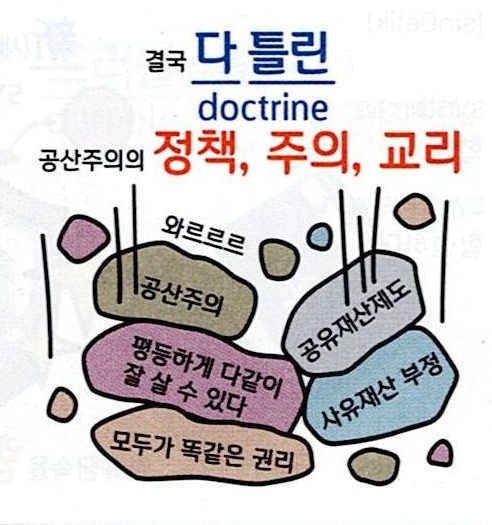 결국 다 틀린
doctrine
공산주의의 정책, 주의, 교리
와르르르
공산주의
평등하게 다같이
잘 살 수 있다
모두가 똑같은 권리
공유재산제도
사유재산 부정